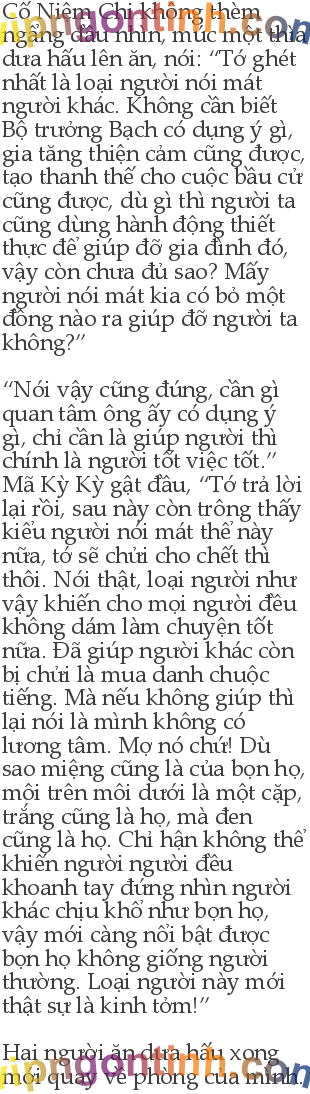 Cố Niệm Chi không thèm
ngẩng đầu nhìn, múc một thìa
dưa hấu lên ăn, nói: “Tớ ghét
nhất là loại người nói mát
người khác. Không cần biết
Bộ trưởng Bạch có dụng ý gì,
gia tăng thiện cảm cũng được,
tạo thanh thế cho cuộc bầu cử
cũng được, dù gì thì người ta
cũng dùng hành động thiết
thực để giúp đỡ gia đình đó,
vậy còn chưa đủ sao? Mấy
người nói mát kia có bỏ một
đồng nào ra giúp đỡ người ta
không?”
“Nói vậy cũng đúng, cần gì
quan tâm ông ấy có dụng ý
gì, chỉ cần là giúp người thì
chính là người tốt việc tốt.”
Mã Kỳ Kỳ gật đầu, “Tớ trả lời
lại rồi, sau này còn trông thấy
kiểu người nói mát thể này
nữa, tớ sẽ chửi cho chết thì
thôi. Nói thật, loại người như
vậy khiến cho mọi người đều
không dám làm chuyện tốt
nữa. Đã giúp người khác còn
bị chửi là mua danh chuộc
tiếng. Mà nếu không giúp thì
lại nói là mình không có
lương tâm. Mợ nó chứ! Dù
sao miệng cũng là của bọn họ,
môi trên môi dưới là một cặp,
trắng cũng là họ, mà đen
cũng là họ. Chỉ hận không thể
khiến người người đều
khoanh tay đứng nhìn người
khác chịu khổ như bọn họ,
vậy mới càng nổi bật được
bọn họ không giống người
thường. Loại người này mới
thật sự là kinh tởm!”
Hai người ăn dưa hấu xong
mới quay về phòng của mình.
vipngontinh.com
vipngontinh.com